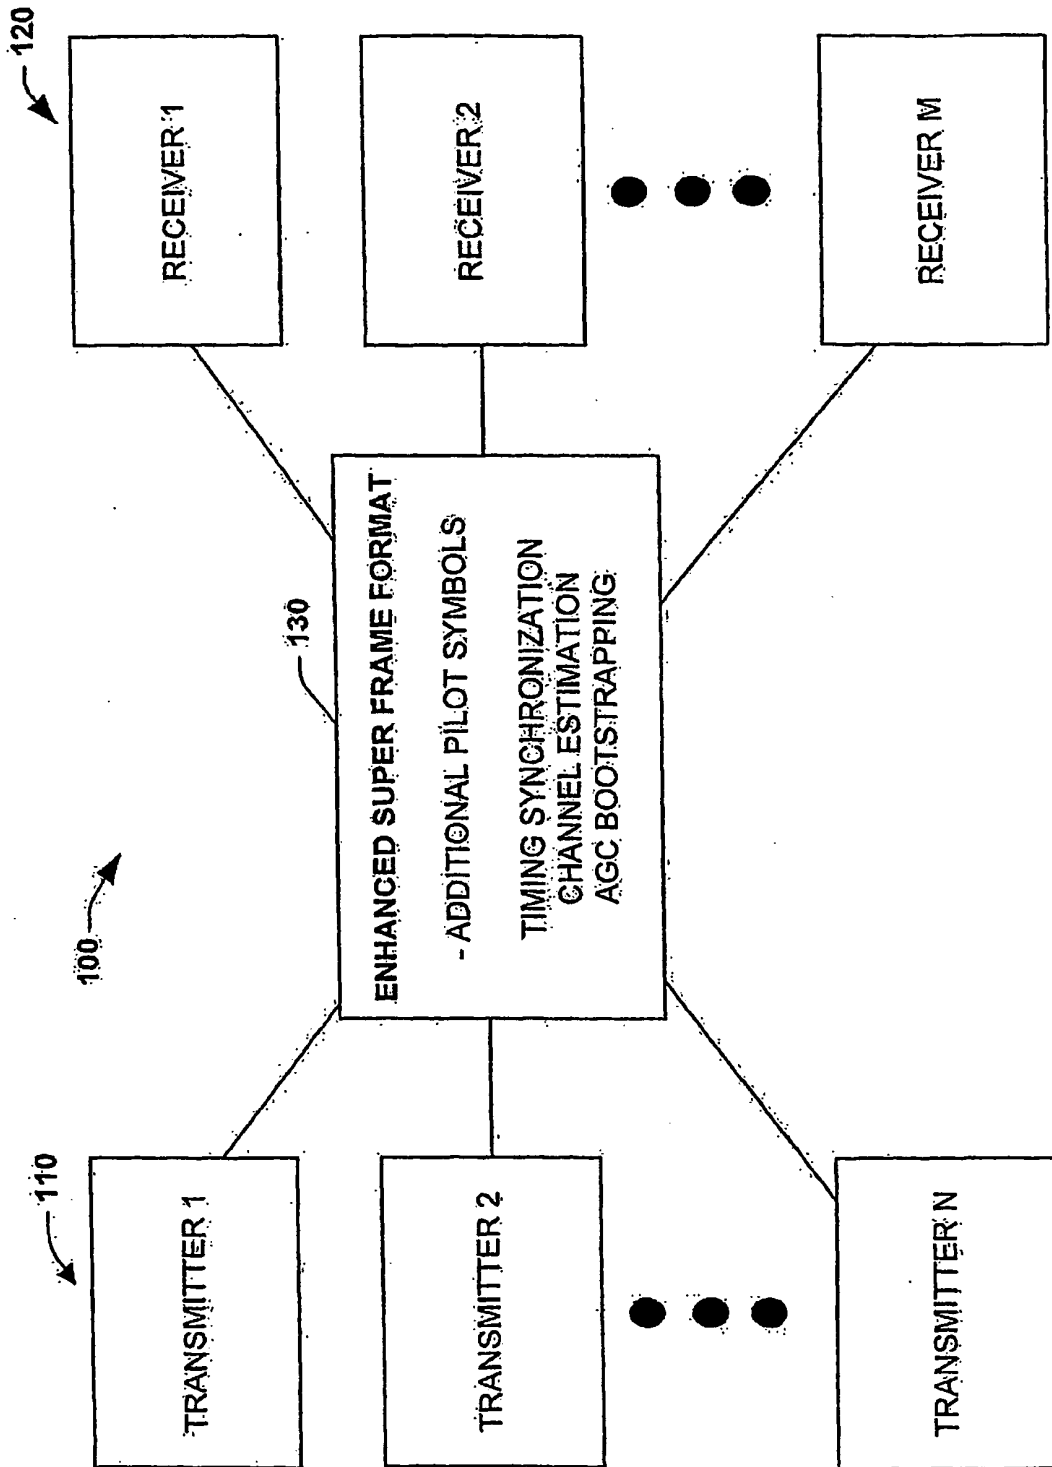 100
110
TRANSMITTER 1
TRANSMITTER 2
TRANSMITTER N
130
ENHANCED SUPER FRAME FORMAT
- ADDITIONAL PILOT SYMBOLS
TIMING SYNCHRONIZATION
CHANNEL ESTIMATION
AGC BOOTSTRAPPING
120
RECEIVER 1
RECEIVER 2
RECEIVER M